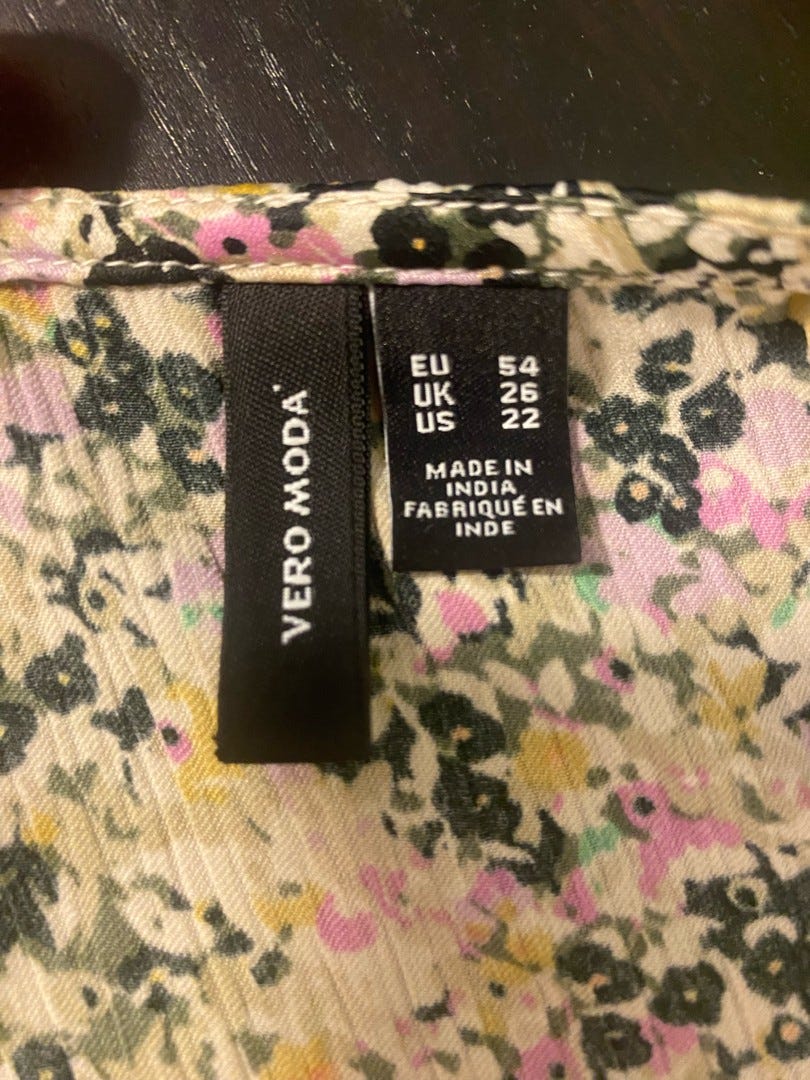 VERO MODA
EU 54
UK 26
US 22
MADE IN
INDIA
FABRIQUÉ EN
INDE